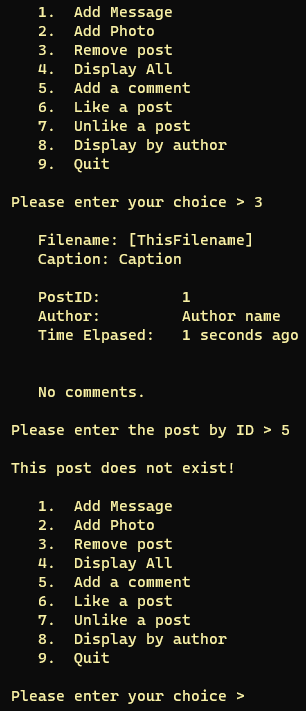 1. Add Message
2. Add Photo
3. Remove post
4. Display All
5. Add a comment
6. Like a post
7. Unlike a post
8. Display by author
9. Quit
Please enter your choice > 3
Filename: [ThisFilename]
Caption: Caption
PostID: 1
Author: Author name
Time Elpased: 1 seconds ago
No comments.
Please enter the post by ID > 5
This post does not exist!
1. Add Message
2. Add Photo
3. Remove post
4. Display All
5. Add a comment
6. Like a post
7. Unlike a post
8. Display by author
9. Quit
Please enter your choice >